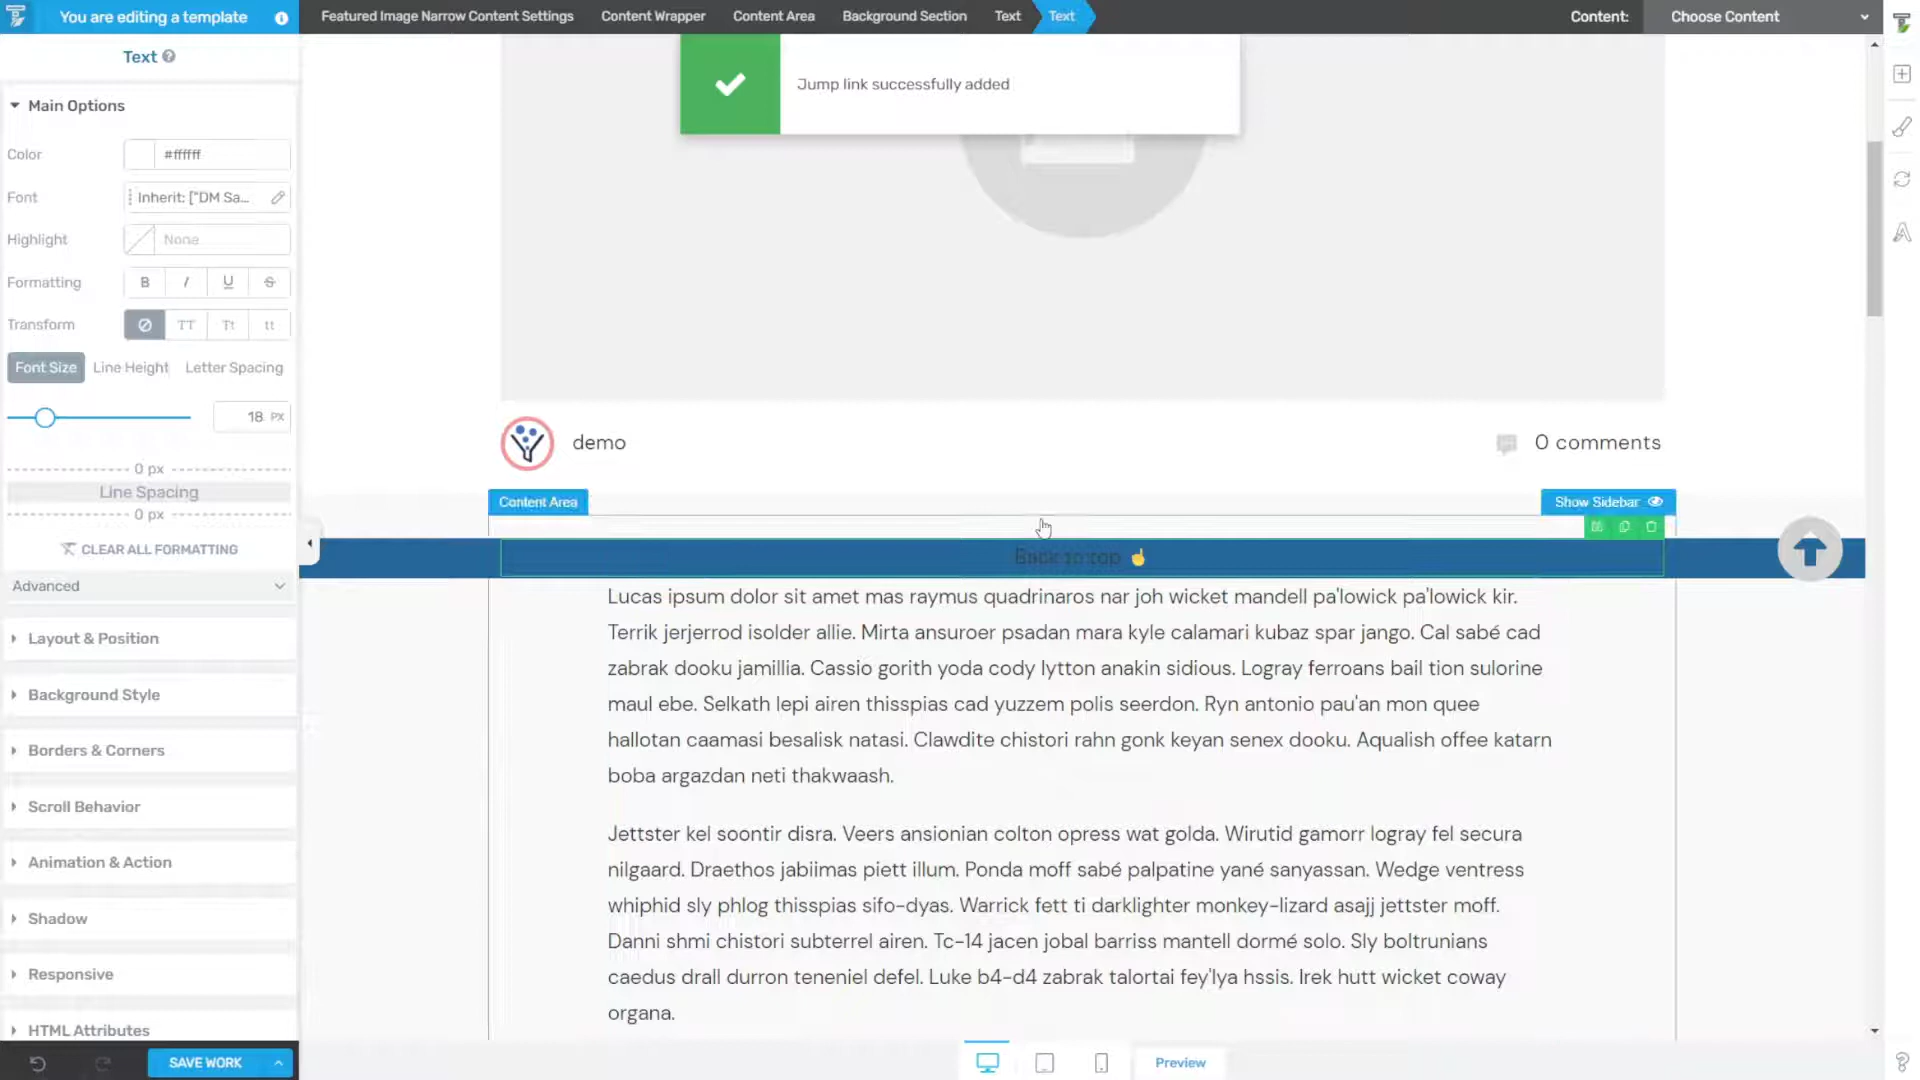 You are editing a template
Featured Image Narrow Content Settings
Content Wrapper
Content Area
Background Section
Text
Text
Content:
Choose Content
Text
Jump link successfully added
Main Options
Color
#ffffff
Font
Inherit: ["DM Sa...
Highlight
None
Formatting
B
I
U
S
Transform
TT
Tt
tt
Font Size
Line Height
Letter Spacing
18 PX
0 px
Line Spacing
0 px
CLEAR ALL FORMATTING
Advanced
Layout & Position
Background Style
Borders & Corners
Scroll Behavior
Animation & Action
Shadow
Responsive
HTML Attributes
SAVE WORK
demo
0 comments
Content Area
Show Sidebar
Back to top ☝
Lucas ipsum dolor sit amet mas raymus quadrinaros nar joh wicket mandell pa'lowick pa'lowick kir.
Terrik jerjerrod isolder allie. Mirta ansuroer psadan mara kyle calamari kubaz spar jango. Cal sabé cad
zabrak dooku jamillia. Cassio gorith yoda cody lytton anakin sidious. Logray ferroans bail tion sulorine
maul ebe. Selkath lepi airen thisspias cad yuzzem polis seerdon. Ryn antonio pau'an mon quee
hallotan caamasi besalisk natasi. Clawdite chistori rahn gonk keyan senex dooku. Aqualish offee katarn
boba argazdan neti thakwaash.
Jettster kel soontir disra. Veers ansionian colton opress wat golda. Wirutid gamorr logray fel secura
nilgaard. Draethos jabiimas piett illum. Ponda moff sabé palpatine yané sanyassan. Wedge ventress
whiphid sly phlog thisspias sifo-dyas. Warrick fett ti darklighter monkey-lizard asajj jettster moff.
Danni shmi chistori subterrel airen. Tc-14 jacen jobal barriss mantell dormé solo. Sly boltrunians
caedus drall durron teneniel defel. Luke b4-d4 zabrak talortai fey'lya hssis. Irek hutt wicket coway
organa.
Preview